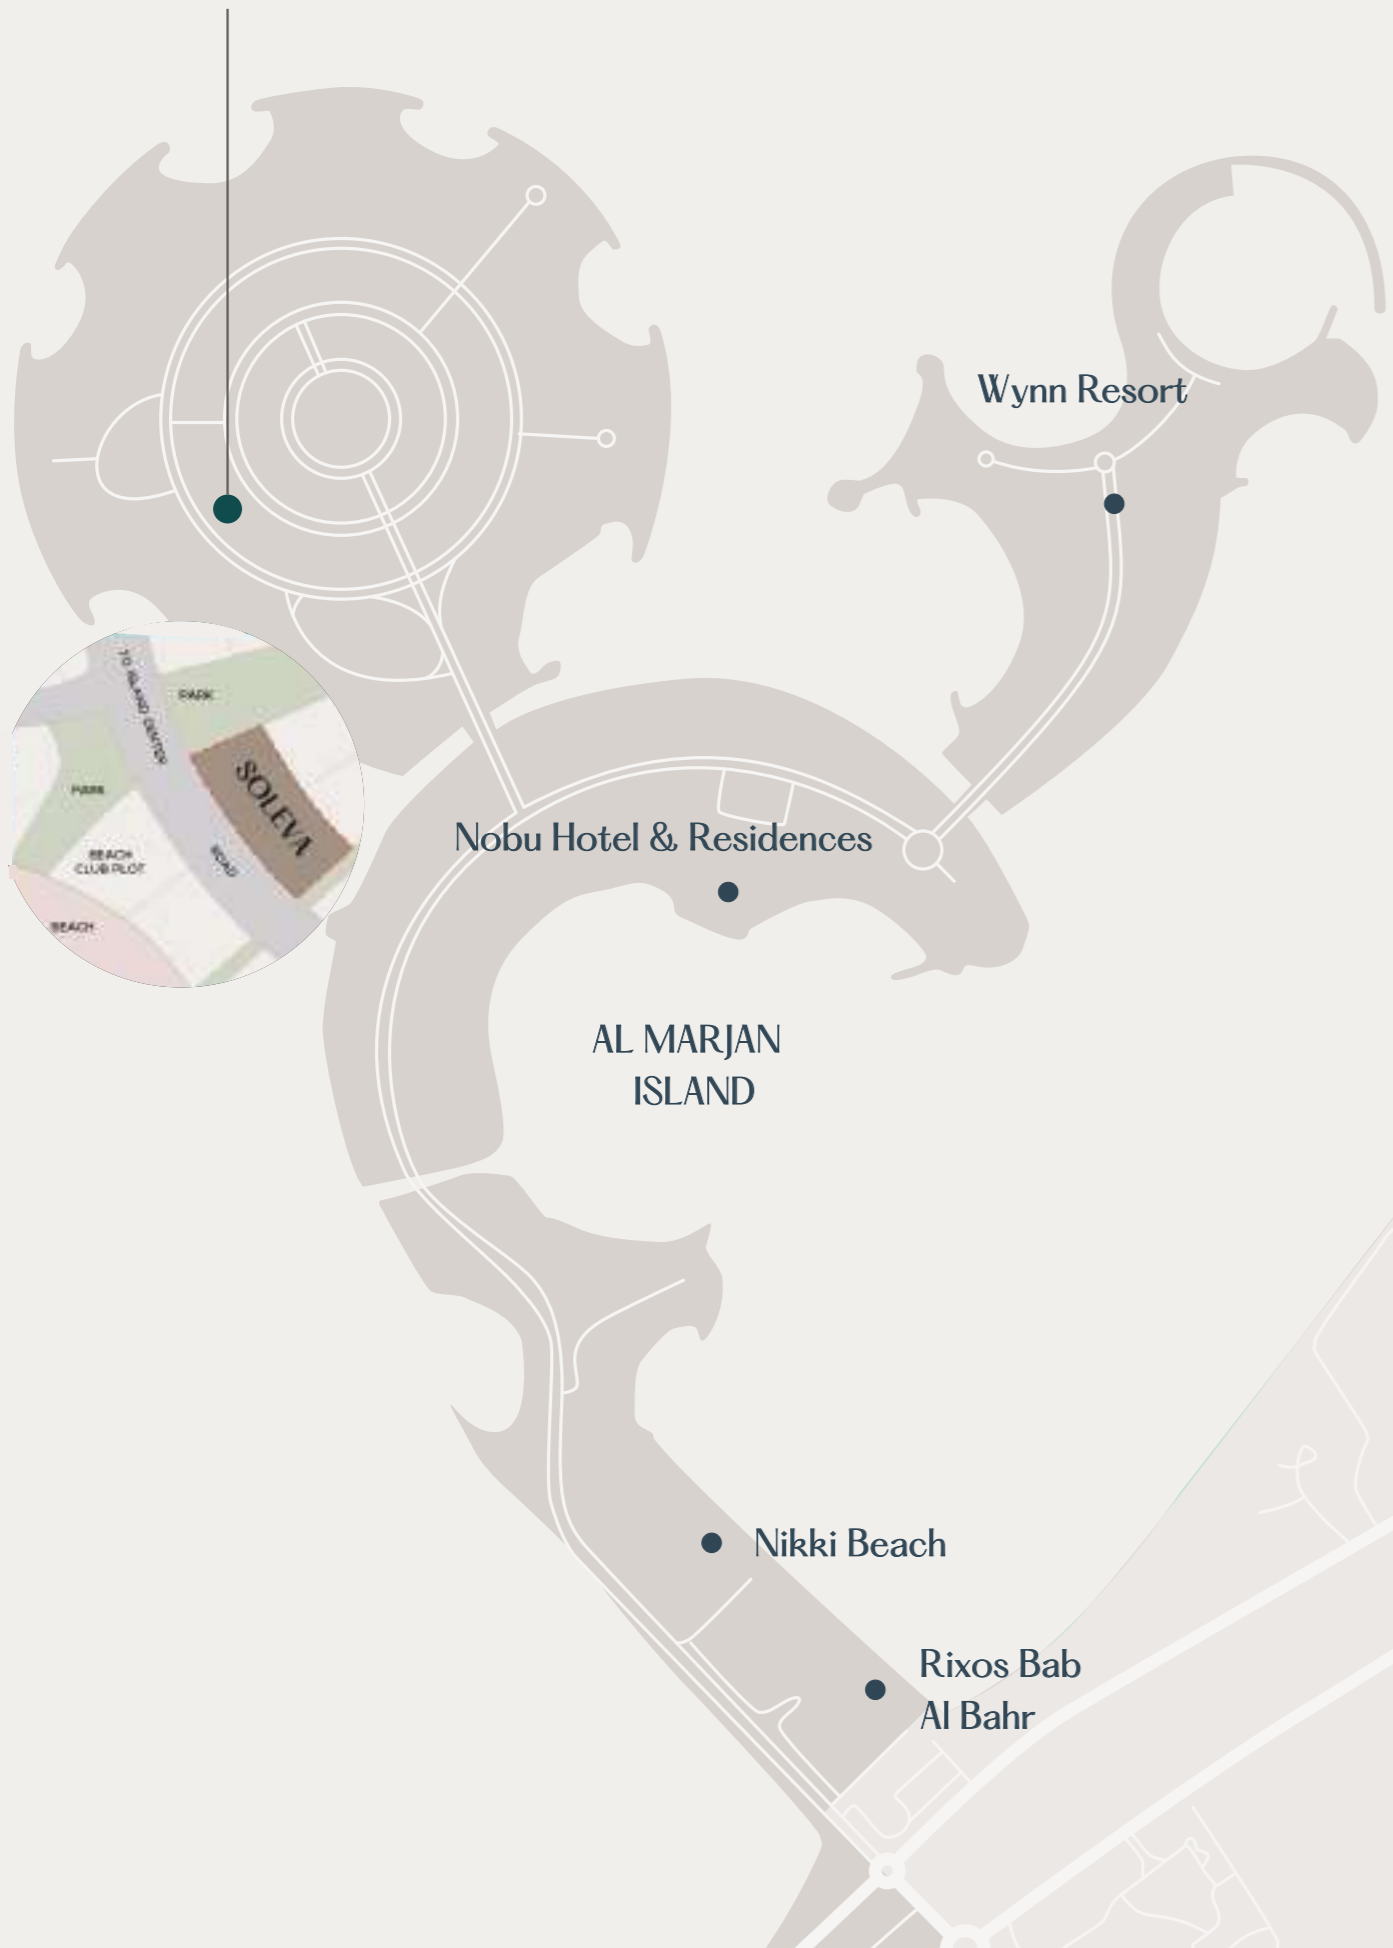 Wynn Resort
TO ISLAND CENTER
PARK
SOLEVA
PARK
Nobu Hotel & Residences
BEACH
CLUB PLOT
ROAD
BEACH
AL MARJAN
ISLAND
Nikki Beach
Rixos Bab
Al Bahr